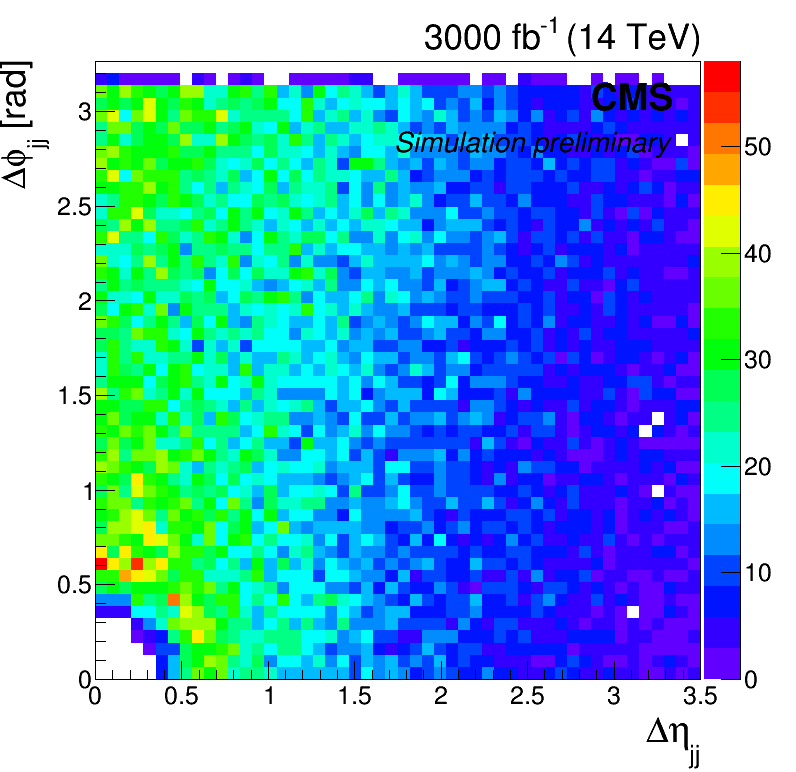 3000 fb-1 (14 TeV)
CMS
Simulation preliminary
Δϕjj [rad]
3
2.5
2
1.5
1
0.5
0
0 0.5 1 1.5 2 2.5 3 3.5
Δηjj
50
40
30
20
10
0